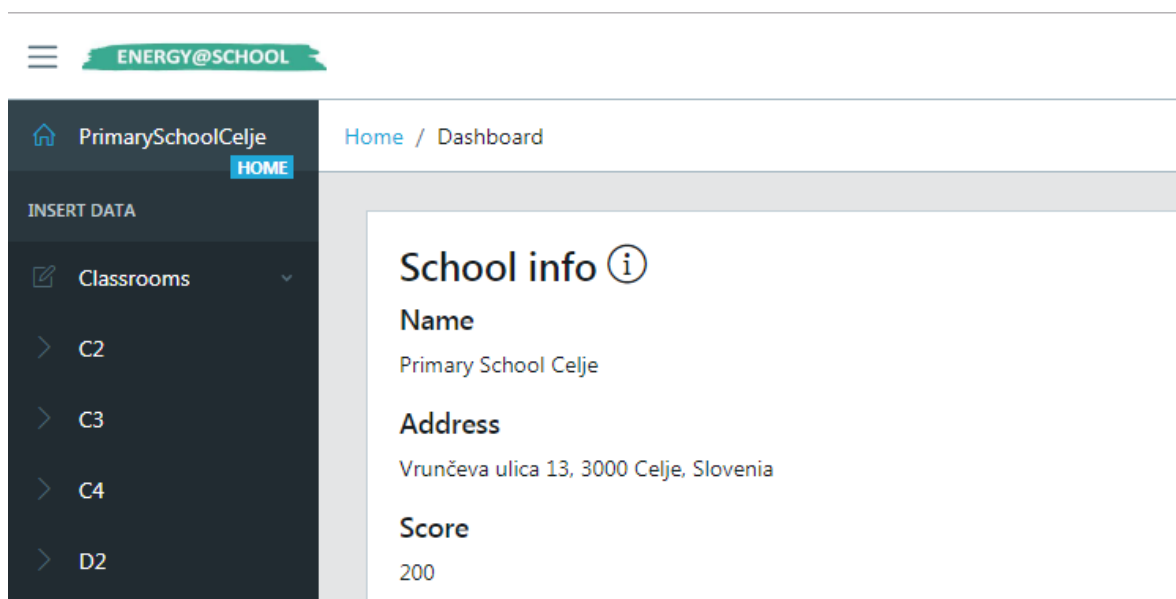 ENERGY@SCHOOL
PrimarySchoolCelje
HOME
INSERT DATA
Classrooms
C2
C3
C4
D2
Home / Dashboard
School info
Name
Primary School Celje
Address
Vrunčeva ulica 13, 3000 Celje, Slovenia
Score
200